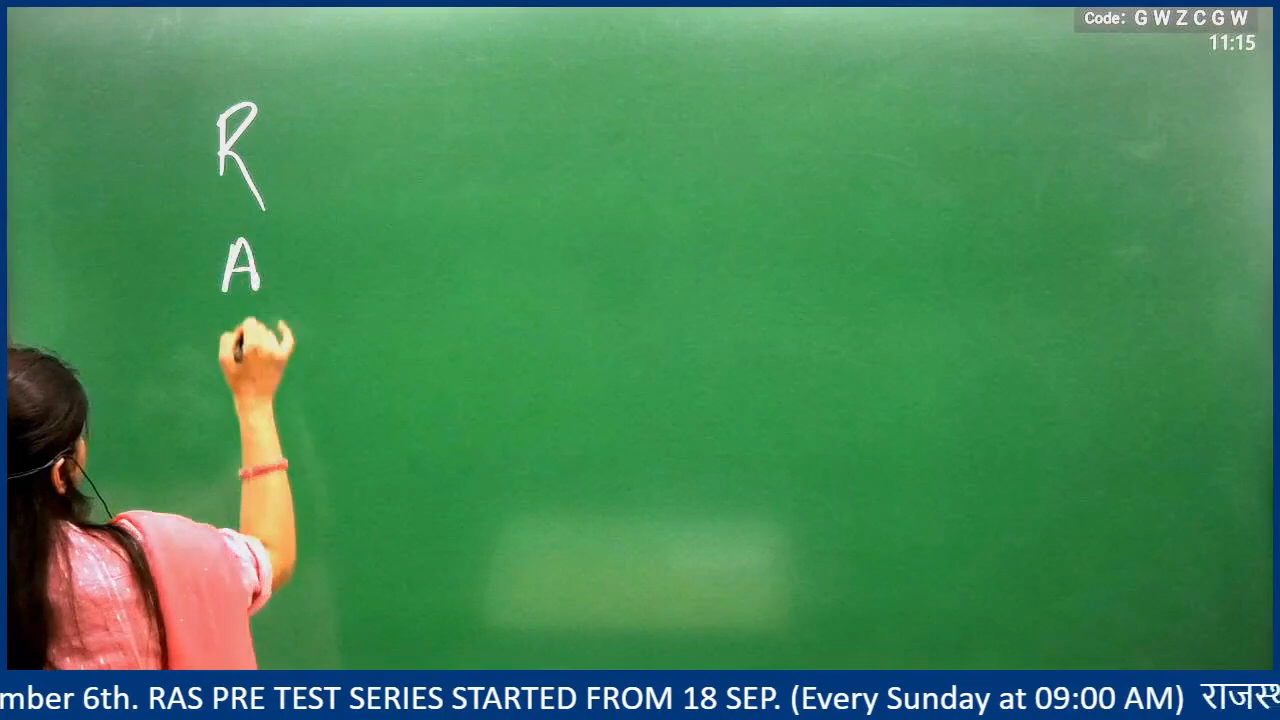 Code: G W Z C G W
11:15
R
A
mber 6th. RAS PRE TEST SERIES STARTED FROM 18 SEP. (Every Sunday at 09:00 AM)